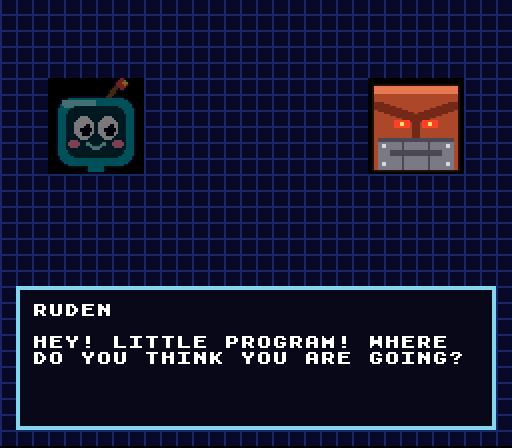 RUDEN
HEY! LITTLE PROGRAM! WHERE
DO YOU THINK YOU ARE GOING?